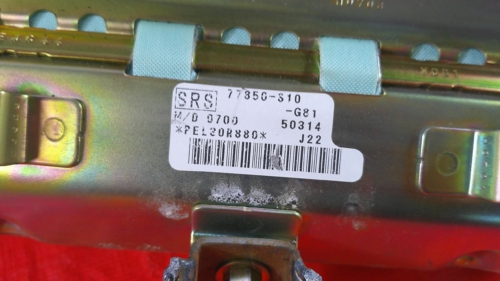 SRS 77850-S10
-G81
M/D 0700 50314
*PEL20R880* J22